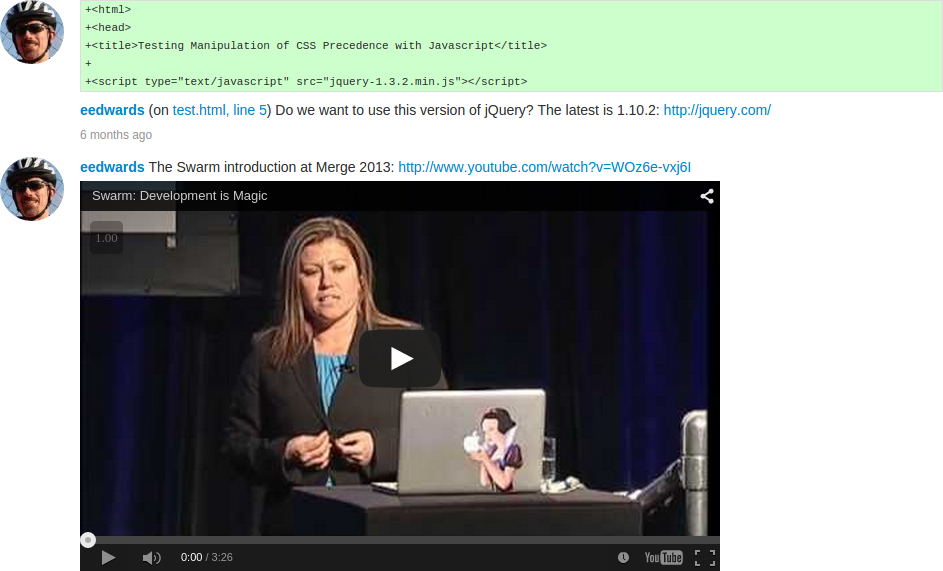 +<html>
+<head>
+<title>Testing Manipulation of CSS Precedence with Javascript</title>
+
+<script type="text/javascript" src="jquery-1.3.2.min.js"></script>
eedwards (on test.html, line 5) Do we want to use this version of jQuery? The latest is 1.10.2: http://jquery.com/
6 months ago
eedwards The Swarm introduction at Merge 2013: http://www.youtube.com/watch?v=WOz6e-vxj6I
Swarm: Development is Magic
1.00
0:00 / 3:26
YouTube